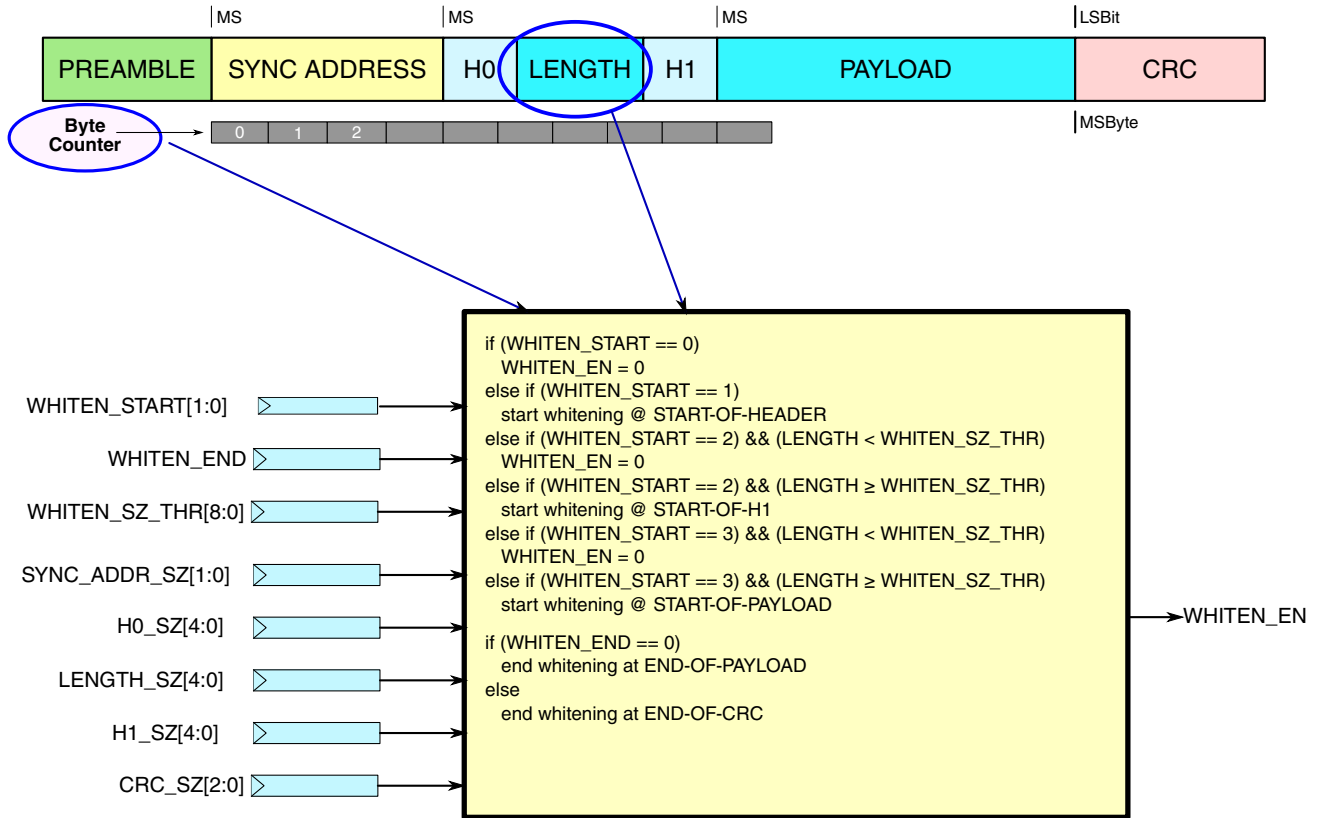 MS
MS
MS
LSBit
PREAMBLE
SYNC ADDRESS
H0
LENGTH
H1
PAYLOAD
CRC
Byte
Counter
0
1
2
MSByte
if (WHITEN_START == 0)
WHITEN_EN = 0
else if (WHITEN_START == 1)
start whitening @ START-OF-HEADER
else if (WHITEN_START == 2) && (LENGTH < WHITEN_SZ_THR)
WHITEN_EN = 0
else if (WHITEN_START == 2) && (LENGTH ≥ WHITEN_SZ_THR)
start whitening @ START-OF-H1
else if (WHITEN_START == 3) && (LENGTH < WHITEN_SZ_THR)
WHITEN_EN = 0
else if (WHITEN_START == 3) && (LENGTH ≥ WHITEN_SZ_THR)
start whitening @ START-OF-PAYLOAD
if (WHITEN_END == 0)
end whitening at END-OF-PAYLOAD
else
end whitening at END-OF-CRC
WHITEN_START[1:0]
WHITEN_END
WHITEN_SZ_THR[8:0]
SYNC_ADDR_SZ[1:0]
H0_SZ[4:0]
LENGTH_SZ[4:0]
H1_SZ[4:0]
CRC_SZ[2:0]
WHITEN_EN